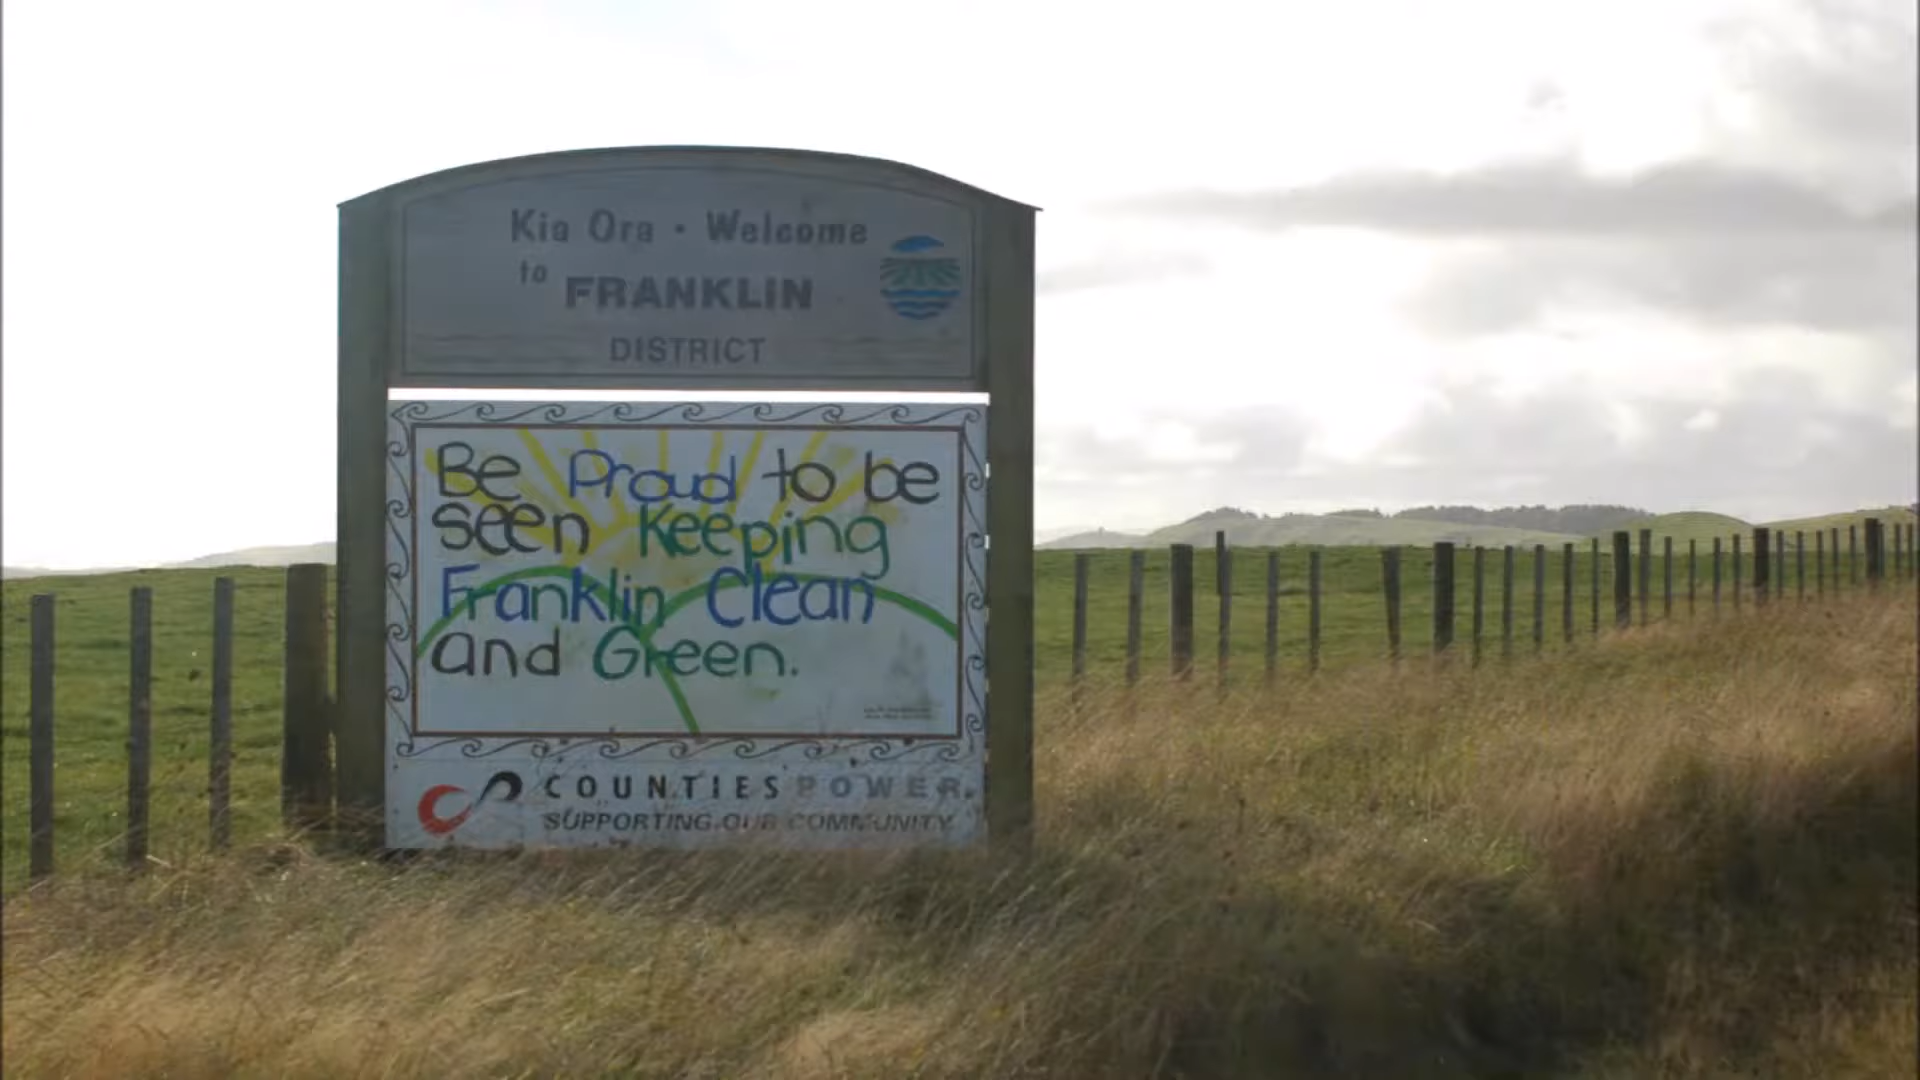 Kia Ora • Welcome
to FRANKLIN
DISTRICT
Be Proud to be
seen Keeping
Franklin Clean
and Green.
COUNTIES POWER
SUPPORTING OUR COMMUNITY